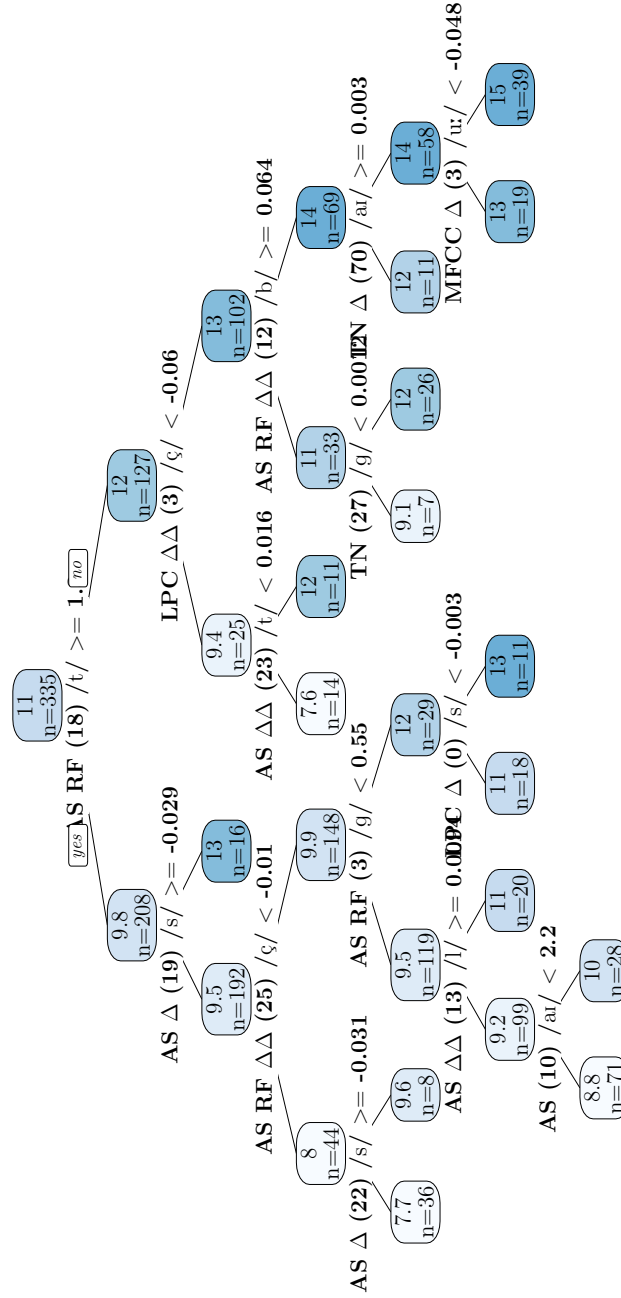 11
n=335
AS RF (18) /t/ >= 1.
yes
no
9.8
n=208
AS Δ (19) /s/ >= -0.029
12
n=127
LPC ΔΔ (3) /ç/ < -0.06
9.5
n=192
AS RF ΔΔ (25) /ç/ < -0.01
13
n=16
9.4
n=25
AS ΔΔ (23) /t/ < 0.016
13
n=102
AS RF ΔΔ (12) /b/ >= 0.064
8
n=44
AS Δ (22) /s/ >= -0.031
9.9
n=148
AS RF (3) /g/ < 0.55
7.6
n=14
12
n=11
11
n=33
TN (27) /g/ < 0.0012
14
n=69
TN Δ (70) /aɪ/ >= 0.003
7.7
n=36
9.6
n=8
9.5
n=119
AS ΔΔ (13) /l/ >= 0.0094
12
n=29
LPC Δ (0) /s/ < -0.003
9.1
n=7
12
n=26
12
n=11
14
n=58
MFCC Δ (3) /uː/ < -0.048
9.2
n=99
AS (10) /aɪ/ < 2.2
11
n=20
11
n=18
13
n=11
13
n=19
15
n=39
8.8
n=71
10
n=28